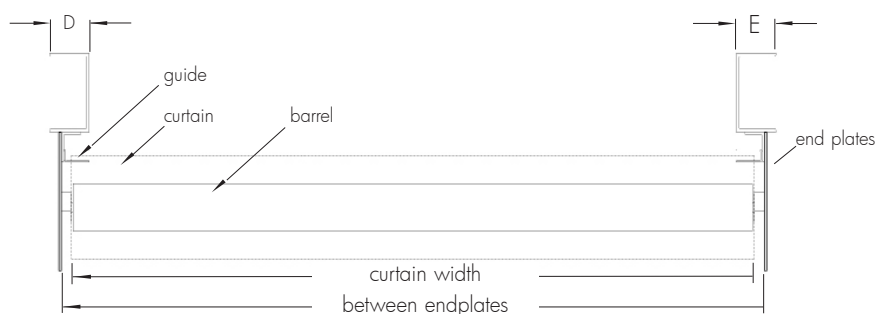 D
E
guide
curtain
barrel
end plates
curtain width
between endplates